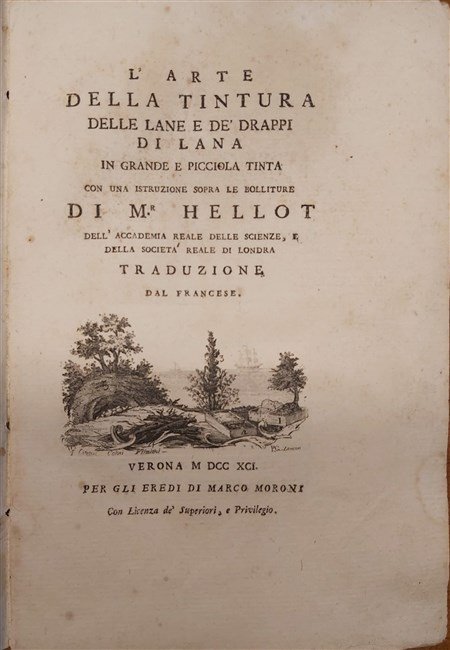 L' ARTE
DELLA TINTURA
DELLE LANE E DE' DRAPPI
DI LANA
IN GRANDE E PICCIOLA TINTA
CON UNA ISTRUZIONE SOPRA LE BOLLITURE
DI M.R HELLOT
DELL' ACCADEMIA REALE DELLE SCIENZE, E
DELLA SOCIETA' REALE DI LONDRA
TRADUZIONE
DAL FRANCESE.
VERONA M DCC XCI.
PER GLI EREDI DI MARCO MORONI
Con Licenza de' Superiori, e Privilegio.